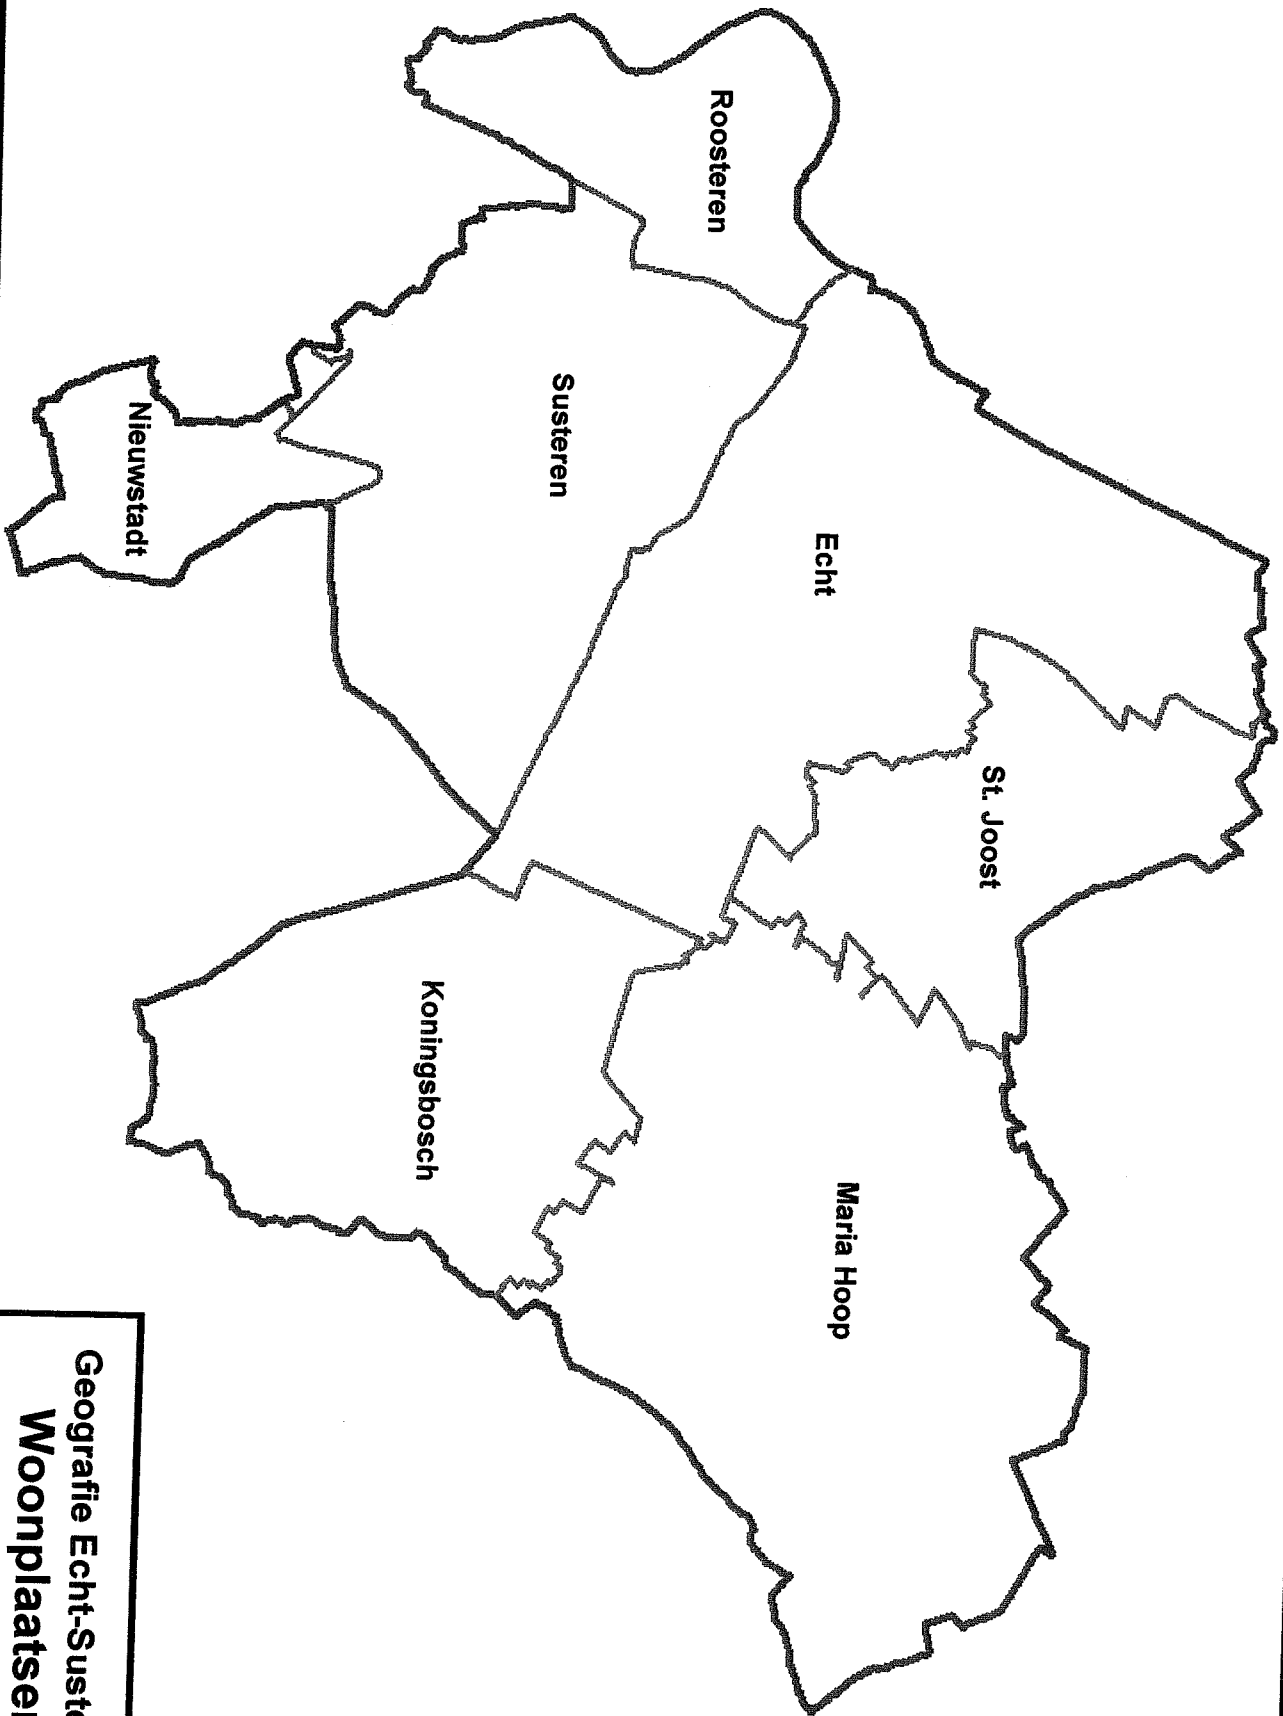 Roosteren
Echt
St. Joost
Susteren
Maria Hoop
Nieuwstadt
Koningsbosch
Geografie Echt-Suste
Woonplaatse